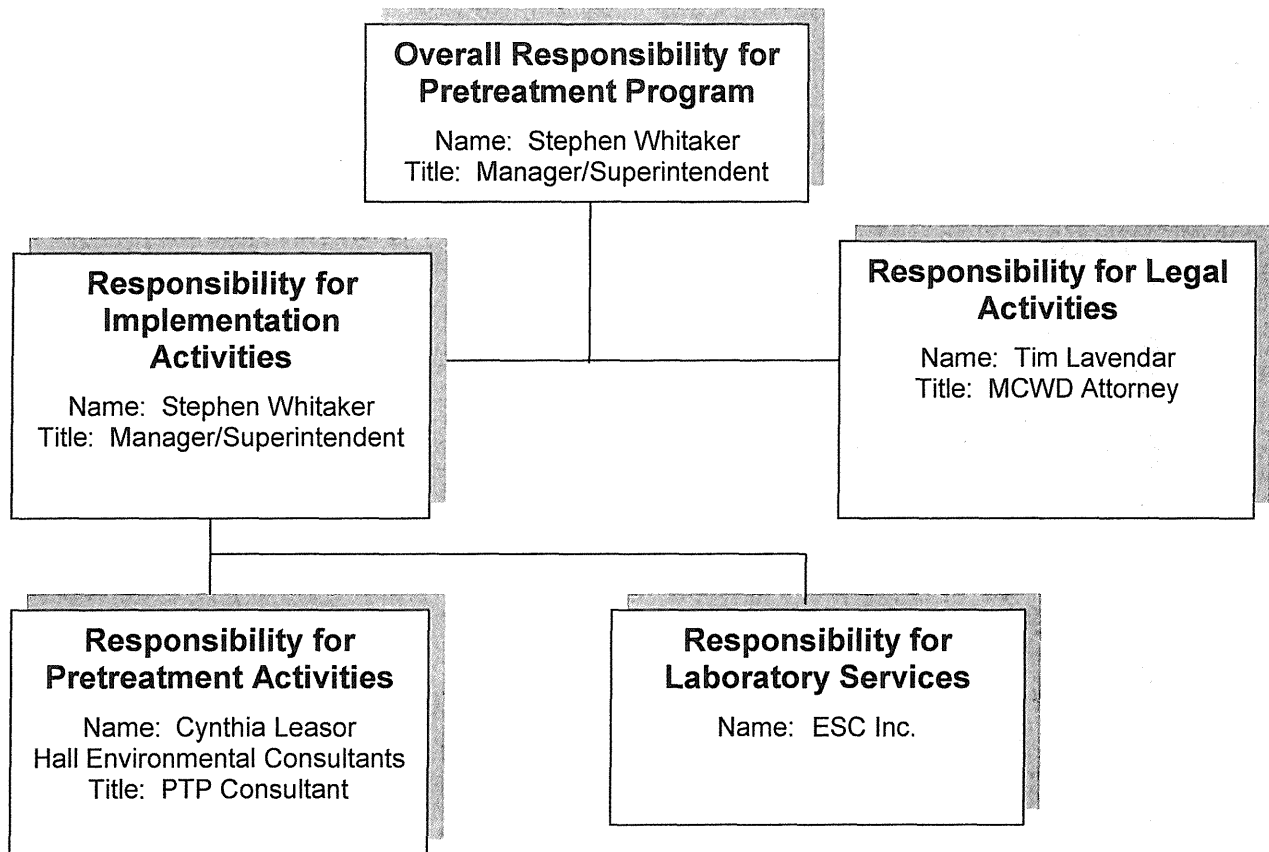 Overall Responsibility for
Pretreatment Program
Name: Stephen Whitaker
Title: Manager/Superintendent
Responsibility for
Implementation
Activities
Name: Stephen Whitaker
Title: Manager/Superintendent
Responsibility for Legal
Activities
Name: Tim Lavendar
Title: MCWD Attorney
Responsibility for
Pretreatment Activities
Name: Cynthia Leasor
Hall Environmental Consultants
Title: PTP Consultant
Responsibility for
Laboratory Services
Name: ESC Inc.